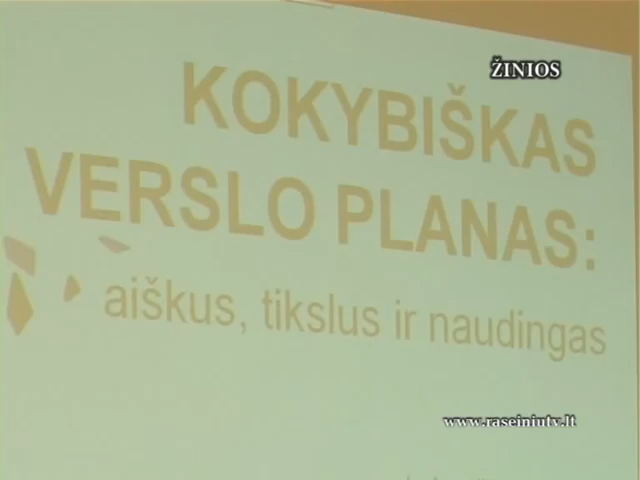 ŽINIOS
KOKYBIŠKAS
VERSLO PLANAS:
aiškus, tikslus ir naudingas
www.raseiniutv.lt